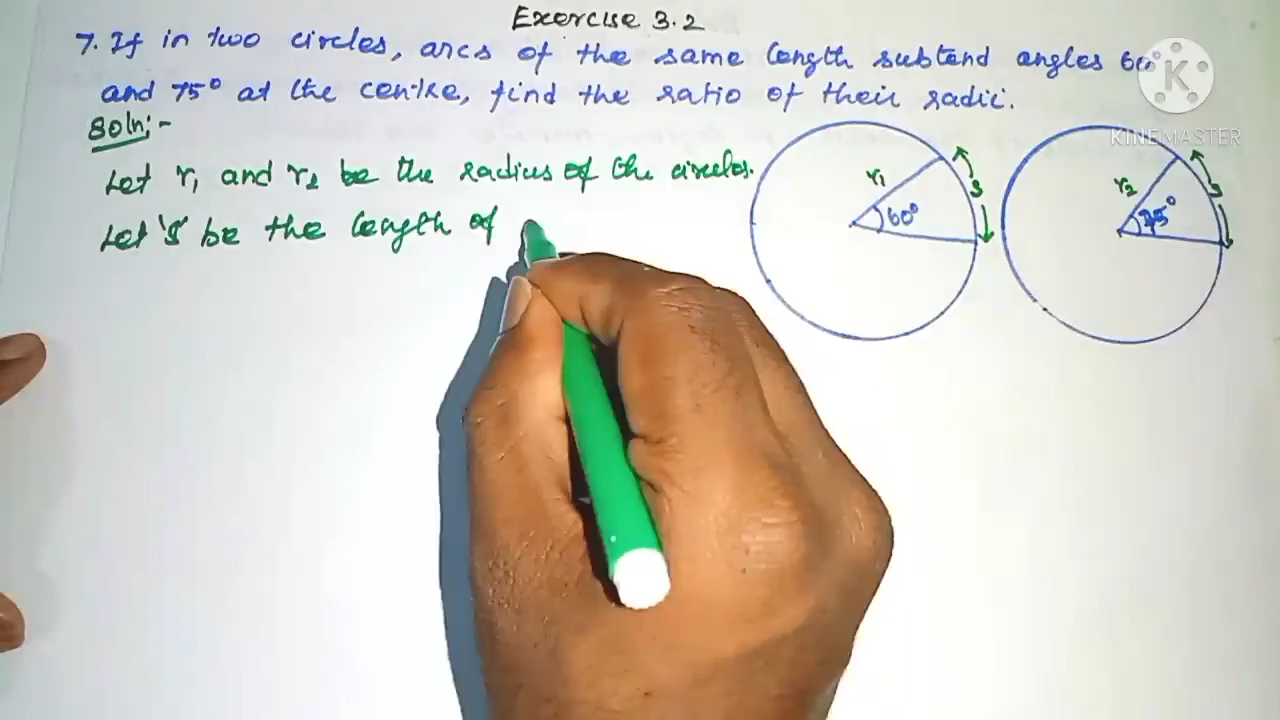 Exercise 3.2
7. If in two circles, arcs of the same length subtend angles 60°
and 75° at the centre, find the ratio of their radii.
Soln:-
Let r₁ and r₂ be the radius of the circles.
Let 'S' be the length of
r₁
60°
S
r₂
75°
S
K
KINEMASTER